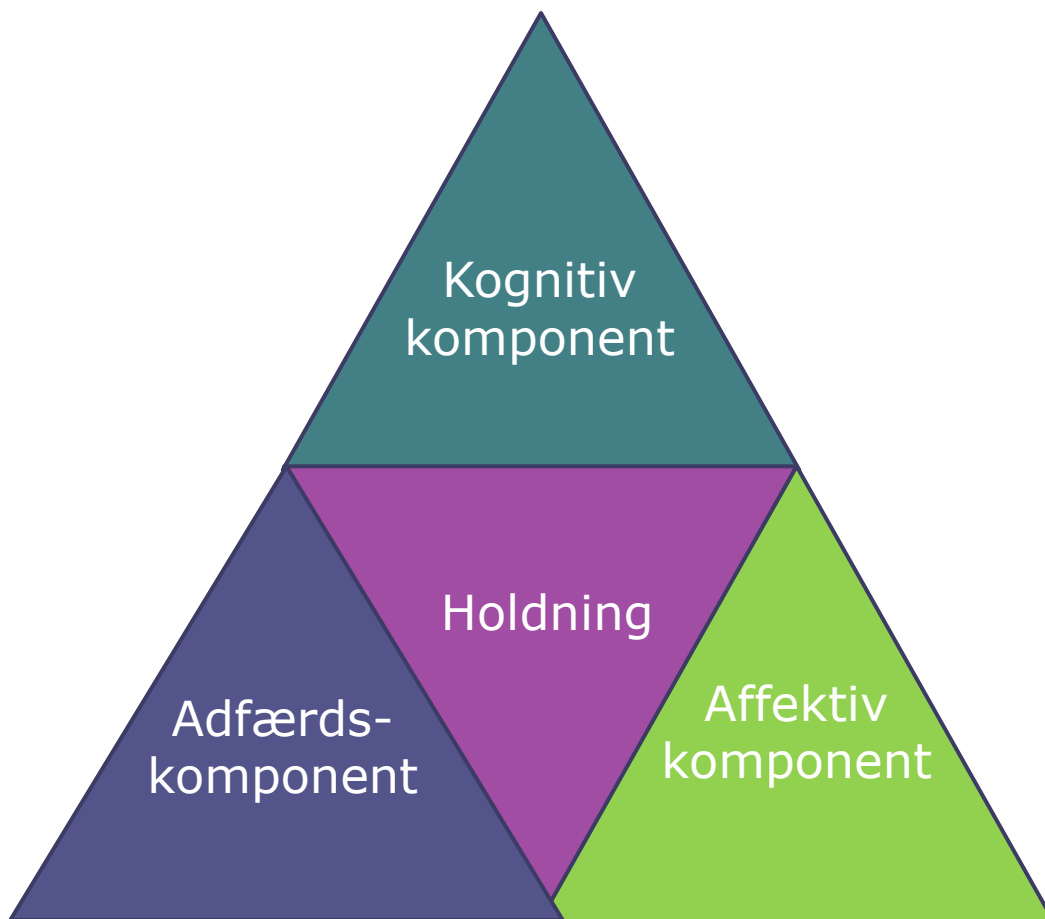 Kognitiv
komponent
Holdning
Adfærds-
komponent
Affektiv
komponent